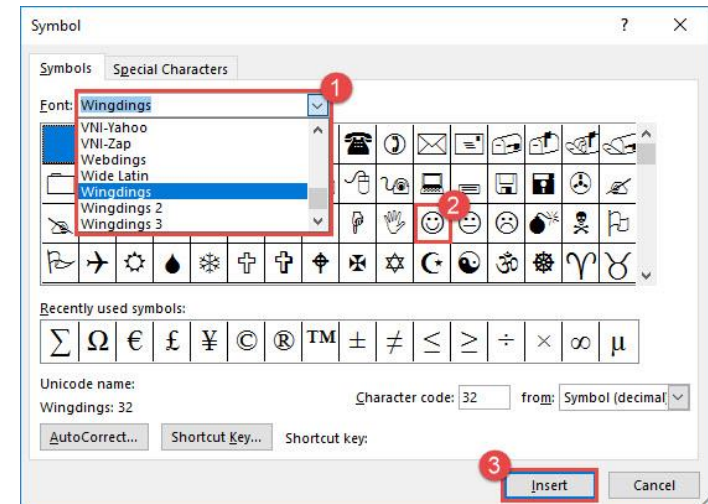 Symbol ? ×
Symbols Special Characters
1
Font: Wingdings
VNI-Yahoo
VNI-Zap
Webdings
Wide Latin
Wingdings
Wingdings 2
Wingdings 3
2
Recently used symbols:
∑ Ω € £ ¥ © ® ™ ± ≠ ≤ ≥ ÷ × ∞ µ
Unicode name:
Wingdings: 32
Character code: 32 from: Symbol (decimal
AutoCorrect... Shortcut Key... Shortcut key:
3
Insert Cancel